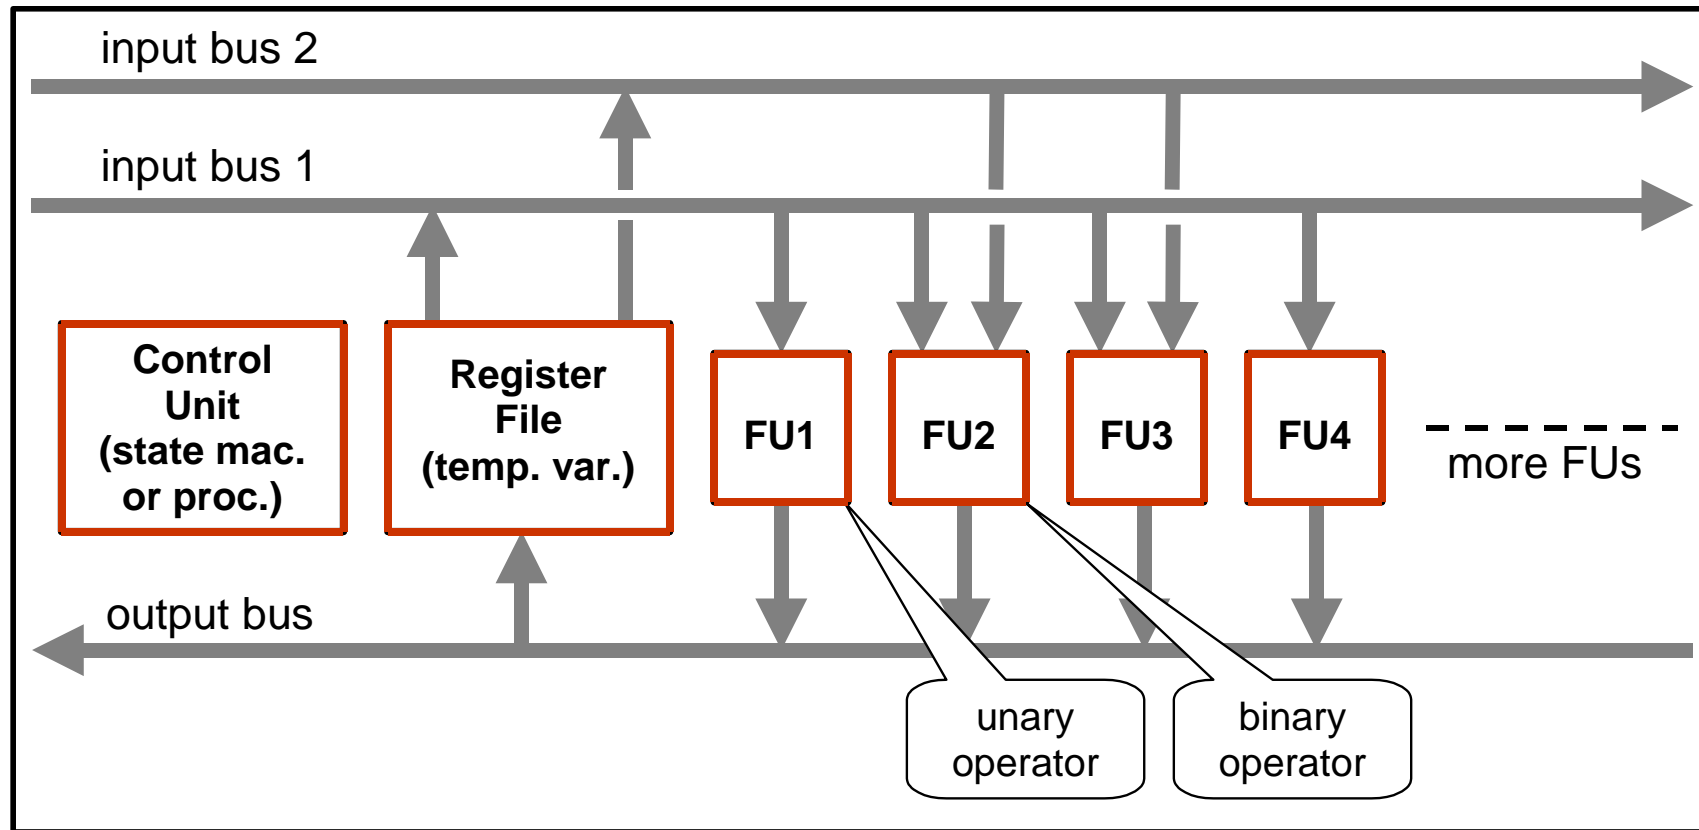 input bus 2
input bus 1
Control
Unit
(state mac.
or proc.)
Register
File
(temp. var.)
FU1
FU2
FU3
FU4
more FUs
output bus
unary
operator
binary
operator